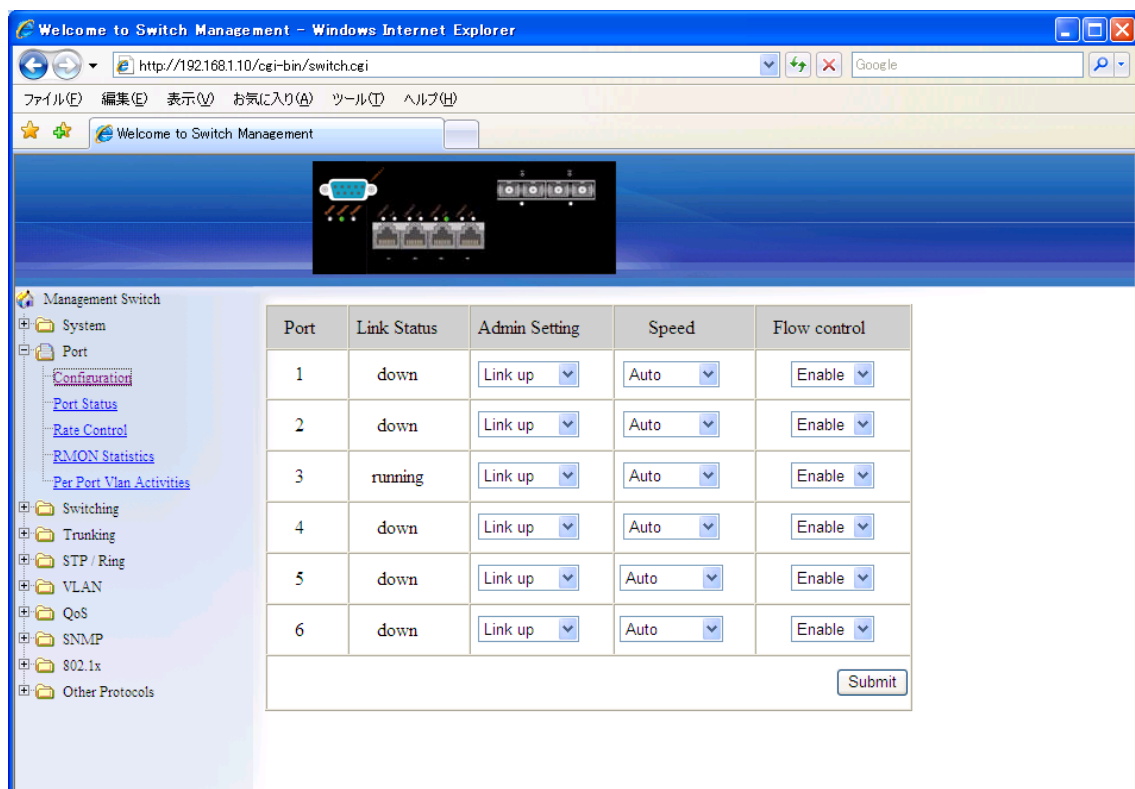 Welcome to Switch Management - Windows Internet Explorer
http://192.168.1.10/cgi-bin/switch.cgi
Google
ファイル(F) 編集(E) 表示(V) お気に入り(A) ツール(T) ヘルプ(H)
Welcome to Switch Management
Management Switch
System
Port
Configuration
Port Status
Rate Control
RMON Statistics
Per Port Vlan Activities
Switching
Trunking
STP / Ring
VLAN
QoS
SNMP
802.1x
Other Protocols
Port Link Status Admin Setting Speed Flow control
1 down Link up Auto Enable
2 down Link up Auto Enable
3 running Link up Auto Enable
4 down Link up Auto Enable
5 down Link up Auto Enable
6 down Link up Auto Enable
Submit